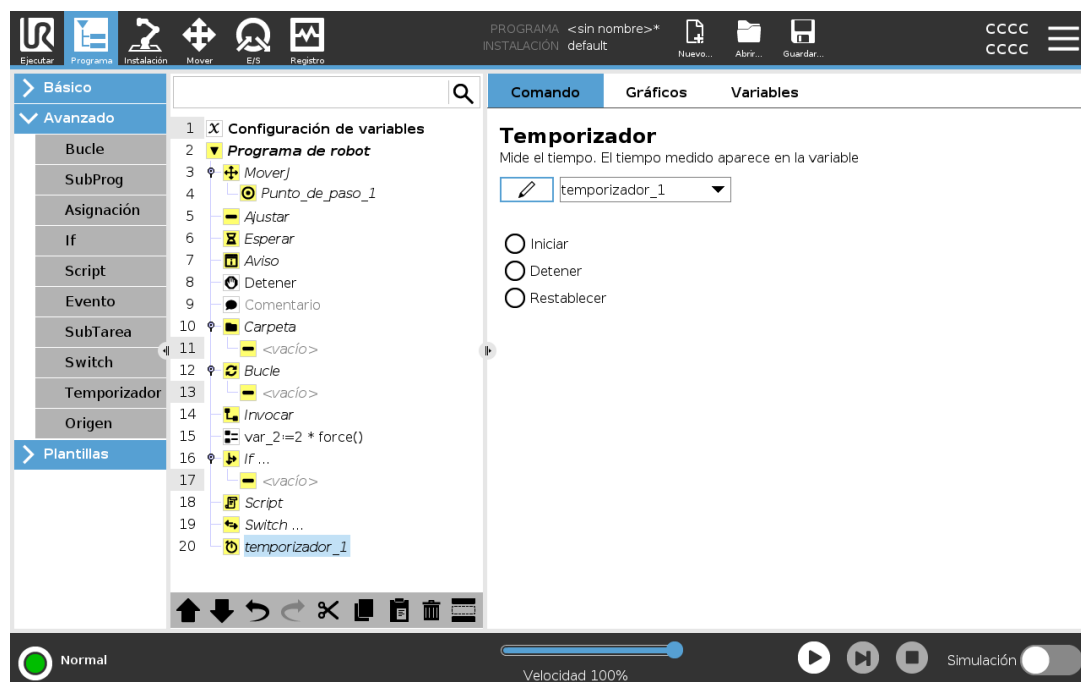 PROGRAMA <sin nombre>*
INSTALACIÓN default
CCCC
CCCC
Ejecutar Programa Instalación Mover E/S Registro Nuevo... Abrir... Guardar...
Básico
Avanzado
Bucle
SubProg
Asignación
If
Script
Evento
SubTarea
Switch
Temporizador
Origen
Plantillas
1 X Configuración de variables
2 Programa de robot
3 MoverJ
4 Punto_de_paso_1
5 Ajustar
6 Esperar
7 Aviso
8 Detener
9 Comentario
10 Carpeta
11 <vacío>
12 Bucle
13 <vacío>
14 Invocar
15 var_2:=2 * force()
16 If ...
17 <vacío>
18 Script
19 Switch ...
20 temporizador_1
Comando Gráficos Variables
Temporizador
Mide el tiempo. El tiempo medido aparece en la variable
temporizador_1
Iniciar
Detener
Restablecer
Normal
Velocidad 100%
Simulación